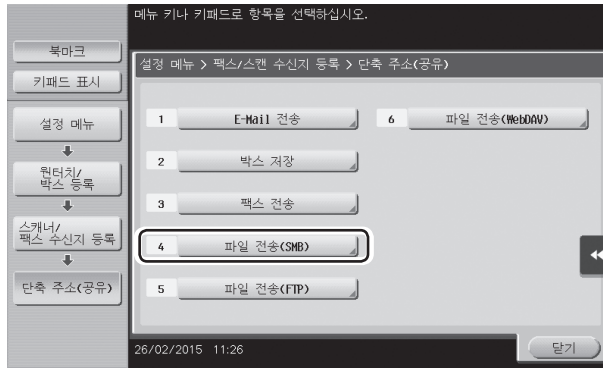 메뉴 키나 키패드로 항목을 선택하십시오.
북마크
키패드 표시
설정 메뉴
원터치/
박스 등록
스캐너/
팩스 수신지 등록
단축 주소(공유)
설정 메뉴 > 팩스/스캔 수신지 등록 > 단축 주소(공유)
1 E-Mail 전송
6 파일 전송(WebDAV)
2 박스 저장
3 팩스 전송
4 파일 전송(SMB)
5 파일 전송(FTP)
26/02/2015 11:26
닫기